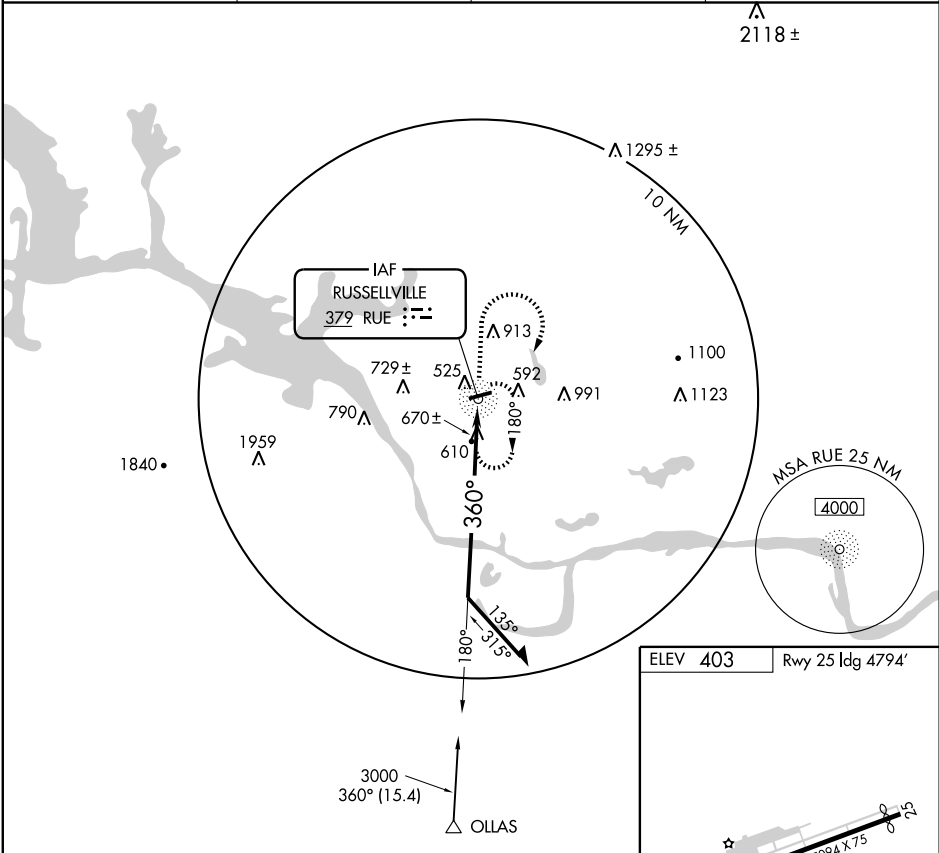 2118 ±
1295 ±
10 NM
IAF
RUSSELLVILLE
379 RUE
913
1100
729 ±
525
592
991
1123
790
670 ±
180°
610
1959
1840
MSA RUE 25 NM
4000
360°
135°
315°
180°
ELEV 403
Rwy 25 ldg 4794'
3000
360° (15.4)
OLLAS
25
X 75